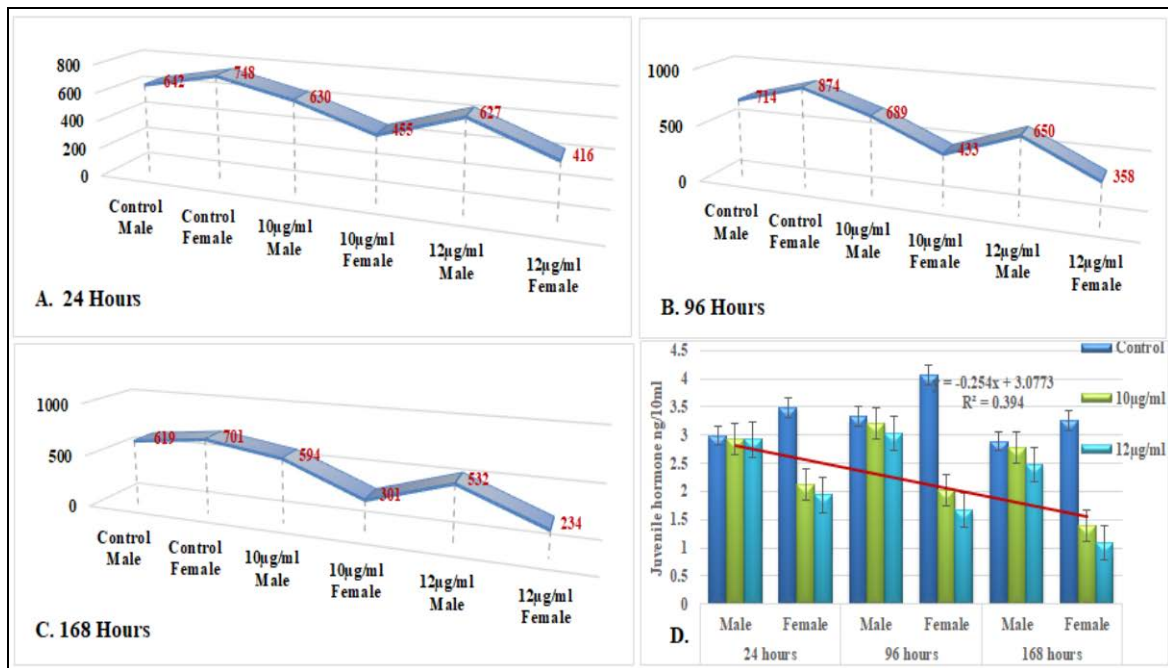 800
600
400
200
0
642
748
630
455
627
416
Control
Male
Control
Female
10µg/ml
Male
10µg/ml
Female
12µg/ml
Male
12µg/ml
Female
A. 24 Hours
1000
500
0
714
874
689
433
650
358
Control
Male
Control
Female
10µg/ml
Male
10µg/ml
Female
12µg/ml
Male
12µg/ml
Female
B. 96 Hours
1000
500
0
619
701
594
301
532
234
Control
Male
Control
Female
10µg/ml
Male
10µg/ml
Female
12µg/ml
Male
12µg/ml
Female
C. 168 Hours
Juvenile hormone ng/10ml
4.5
4
3.5
3
2.5
2
1.5
1
0.5
0
= -0.254x + 3.0773
R² = 0.394
Control
10µg/ml
12µg/ml
Male Female Male Female Male Female
24 hours 96 hours 168 hours
D.